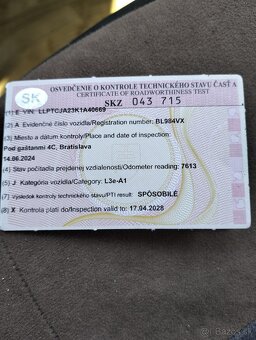 OSVEDČENIE O KONTROLE TECHNICKÉHO STAVU ČASŤ A
CERTIFICATE OF ROADWORTHINESS TEST
SK
SKZ 043 715
(1) E VIN: LLPTCJA23K1A40669
(2) A Evidenčné číslo vozidla/Registration number: BL984VX
(3) Miesto a dátum kontroly/Place and date of inspection:
Pod gaštanmi 4C, Bratislava
14.06.2024
(4) Stav počítadla prejdenej vzdialenosti/Odometer reading: 7613
(5) J Kategória vozidla/Category: L3e-A1
(7) Výsledok kontroly technického stavu/PTI result: SPÔSOBILÉ
(8) X Kontrola platí do/Inspection valid to: 17.04.2028